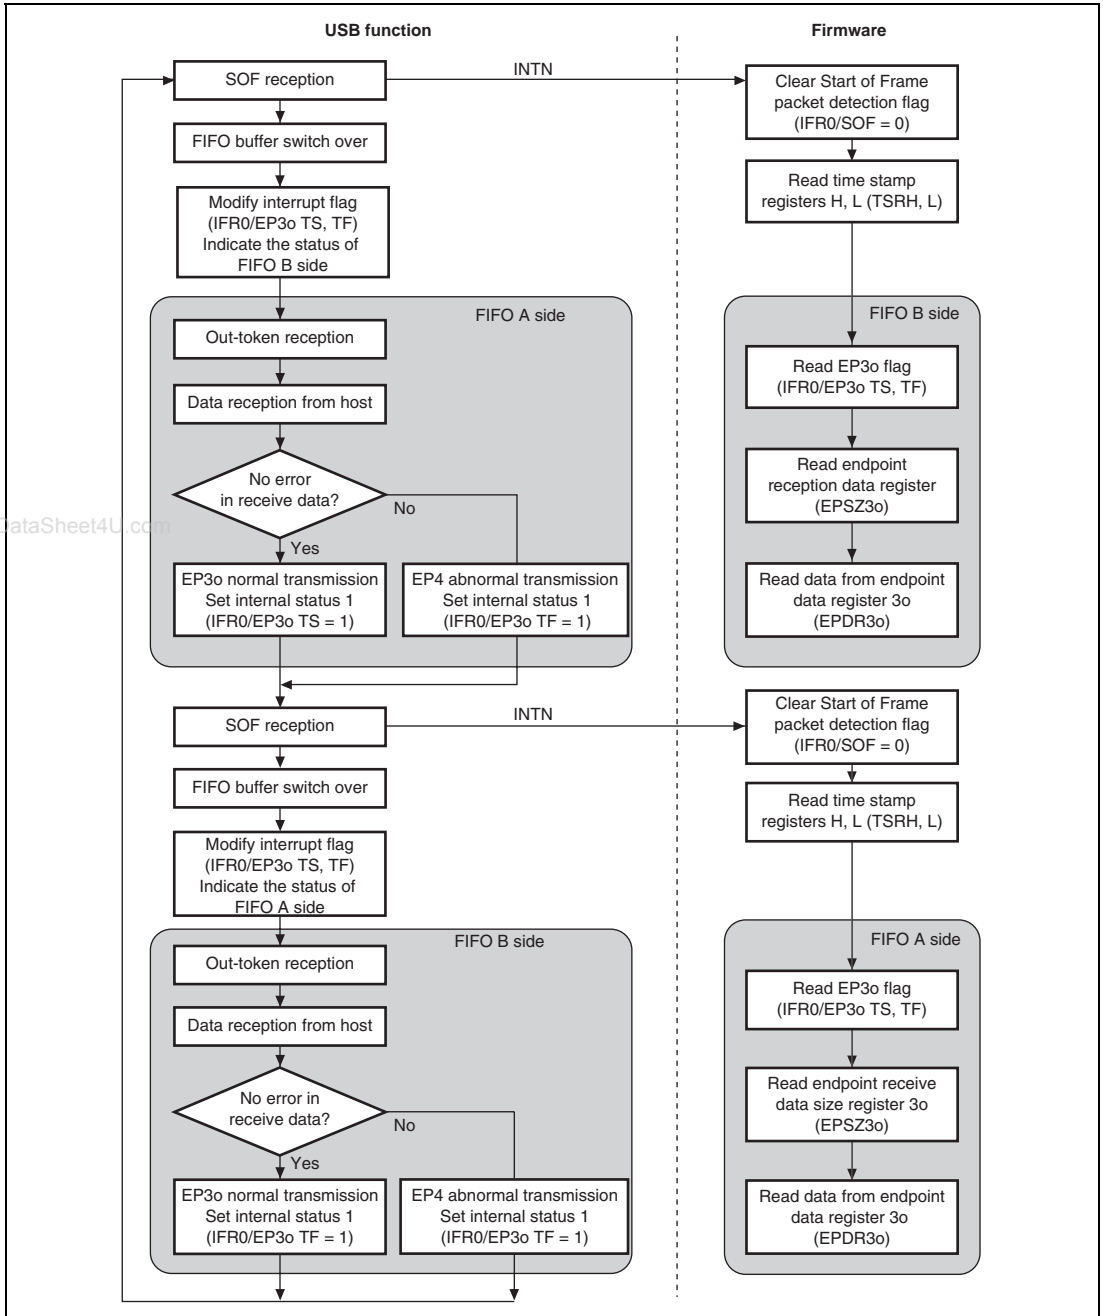 USB function
Firmware
SOF reception
INTN
Clear Start of Frame
packet detection flag
(IFR0/SOF = 0)
FIFO buffer switch over
Read time stamp
registers H, L (TSRH, L)
Modify interrupt flag
(IFR0/EP3o TS, TF)
Indicate the status of
FIFO B side
FIFO A side
Out-token reception
Data reception from host
No error
in receive data?
No
Yes
EP3o normal transmission
Set internal status 1
(IFR0/EP3o TS = 1)
EP4 abnormal transmission
Set internal status 1
(IFR0/EP3o TF = 1)
FIFO B side
Read EP3o flag
(IFR0/EP3o TS, TF)
Read endpoint
reception data register
(EPSZ3o)
Read data from endpoint
data register 3o
(EPDR3o)
DataSheet4U.com
SOF reception
INTN
Clear Start of Frame
packet detection flag
(IFR0/SOF = 0)
FIFO buffer switch over
Read time stamp
registers H, L (TSRH, L)
Modify interrupt flag
(IFR0/EP3o TS, TF)
Indicate the status of
FIFO A side
FIFO B side
Out-token reception
Data reception from host
No error in
receive data?
No
Yes
EP3o normal transmission
Set internal status 1
(IFR0/EP3o TF = 1)
EP4 abnormal transmission
Set internal status 1
(IFR0/EP3o TF = 1)
FIFO A side
Read EP3o flag
(IFR0/EP3o TS, TF)
Read endpoint receive
data size register 3o
(EPSZ3o)
Read data from endpoint
data register 3o
(EPDR3o)